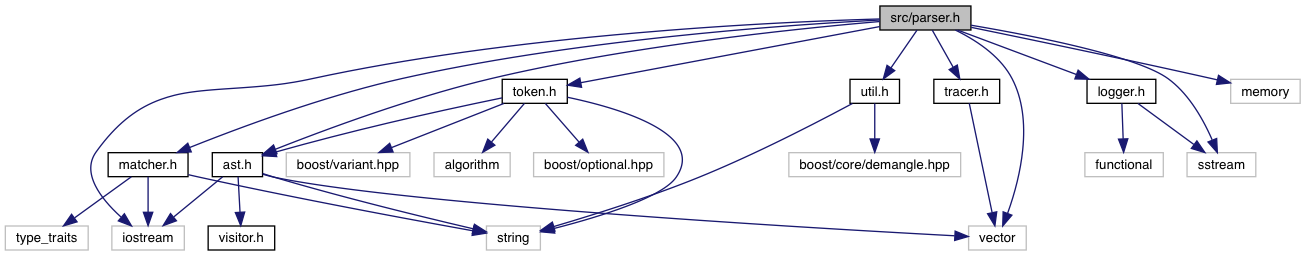 src/parser.h
token.h
util.h
tracer.h
logger.h
memory
matcher.h
ast.h
boost/variant.hpp
algorithm
boost/optional.hpp
boost/core/demangle.hpp
functional
sstream
type_traits
iostream
visitor.h
string
vector